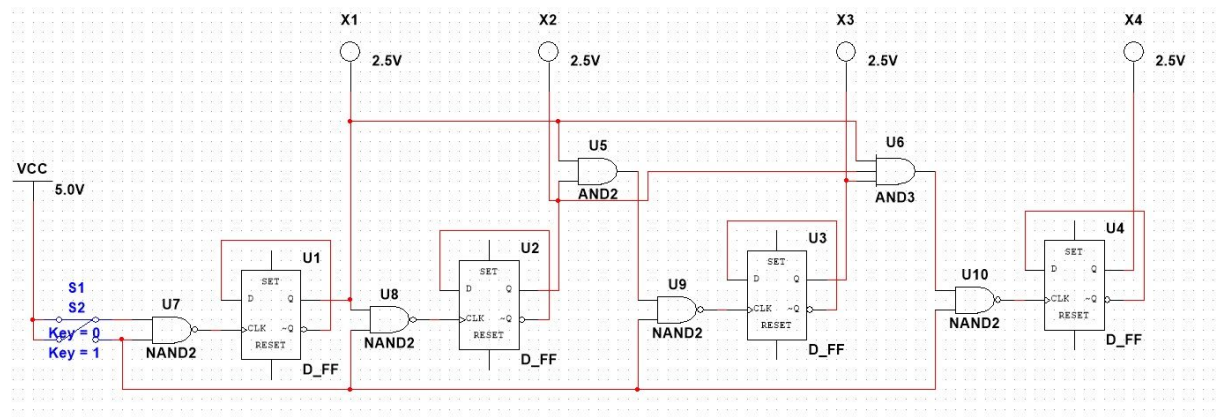 X1
X2
X3
X4
2.5V
2.5V
2.5V
2.5V
VCC
5.0V
U5
AND2
U6
AND3
S1
S2
Key = 0
Key = 1
U7
NAND2
U1
SET
D
Q
CLK
~Q
RESET
D_FF
U8
NAND2
U2
SET
D
Q
CLK
~Q
RESET
D_FF
U9
NAND2
U3
SET
D
Q
CLK
~Q
RESET
D_FF
U10
NAND2
U4
SET
D
Q
CLK
~Q
RESET
D_FF